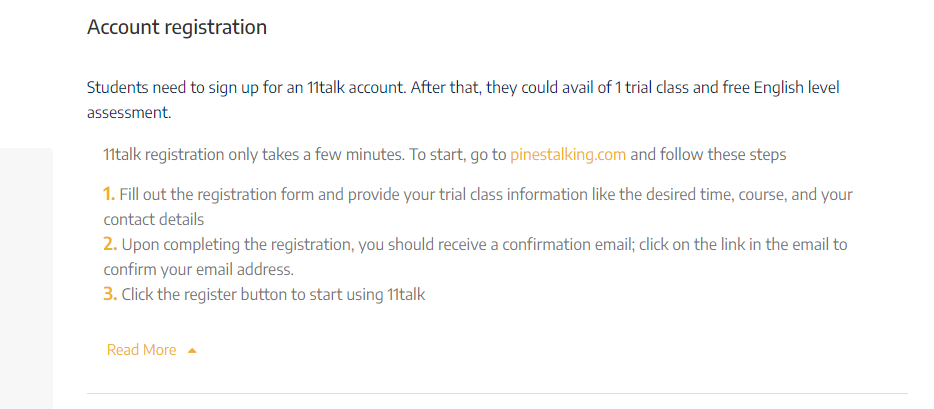 Account registration
Students need to sign up for an 11talk account. After that, they could avail of 1 trial class and free English level
assessment.
11talk registration only takes a few minutes. To start, go to pinestalking.com and follow these steps
1. Fill out the registration form and provide your trial class information like the desired time, course, and your
contact details
2. Upon completing the registration, you should receive a confirmation email; click on the link in the email to
confirm your email address.
3. Click the register button to start using 11talk
Read More